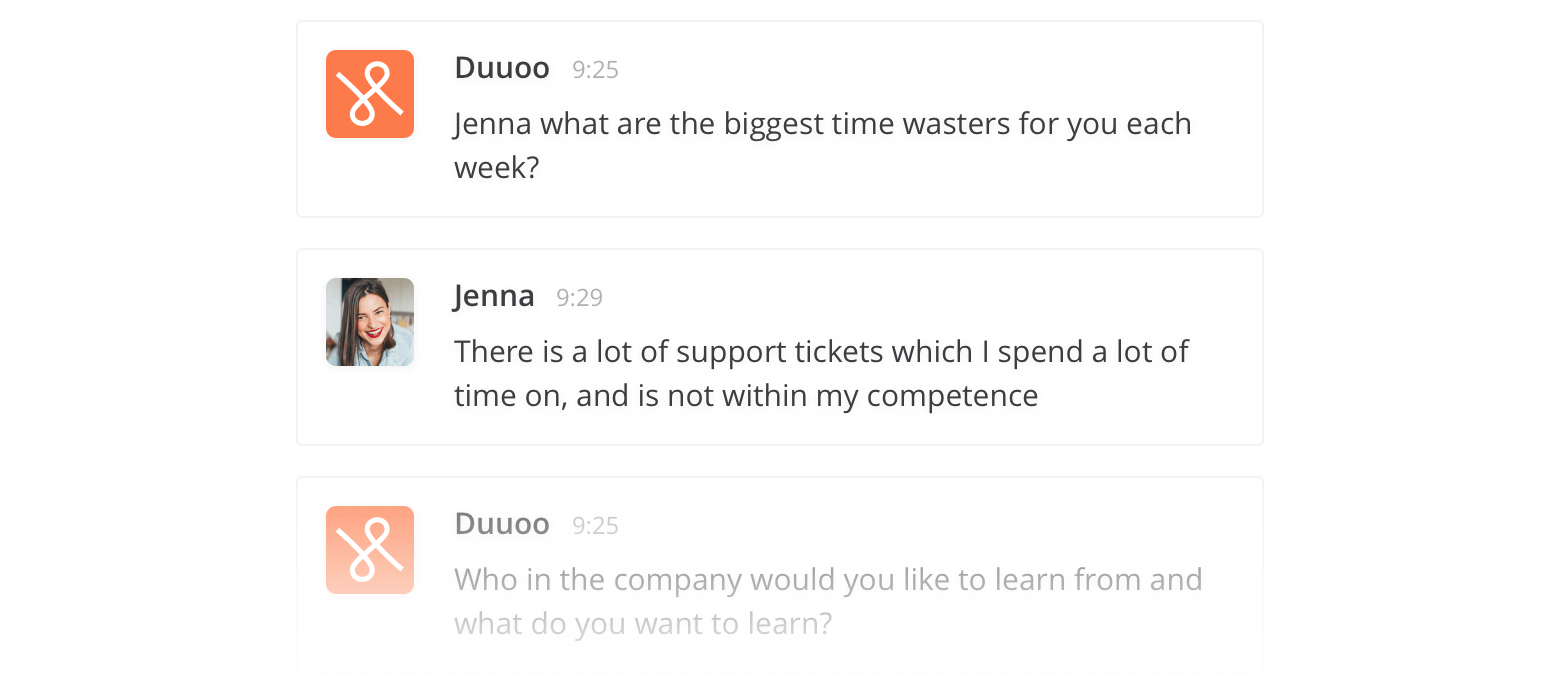 Duuoo 9:25
Jenna what are the biggest time wasters for you each
week?
Jenna 9:29
There is a lot of support tickets which I spend a lot of
time on, and is not within my competence
Duuoo 9:25
Who in the company would you like to learn from and
what do you want to learn?